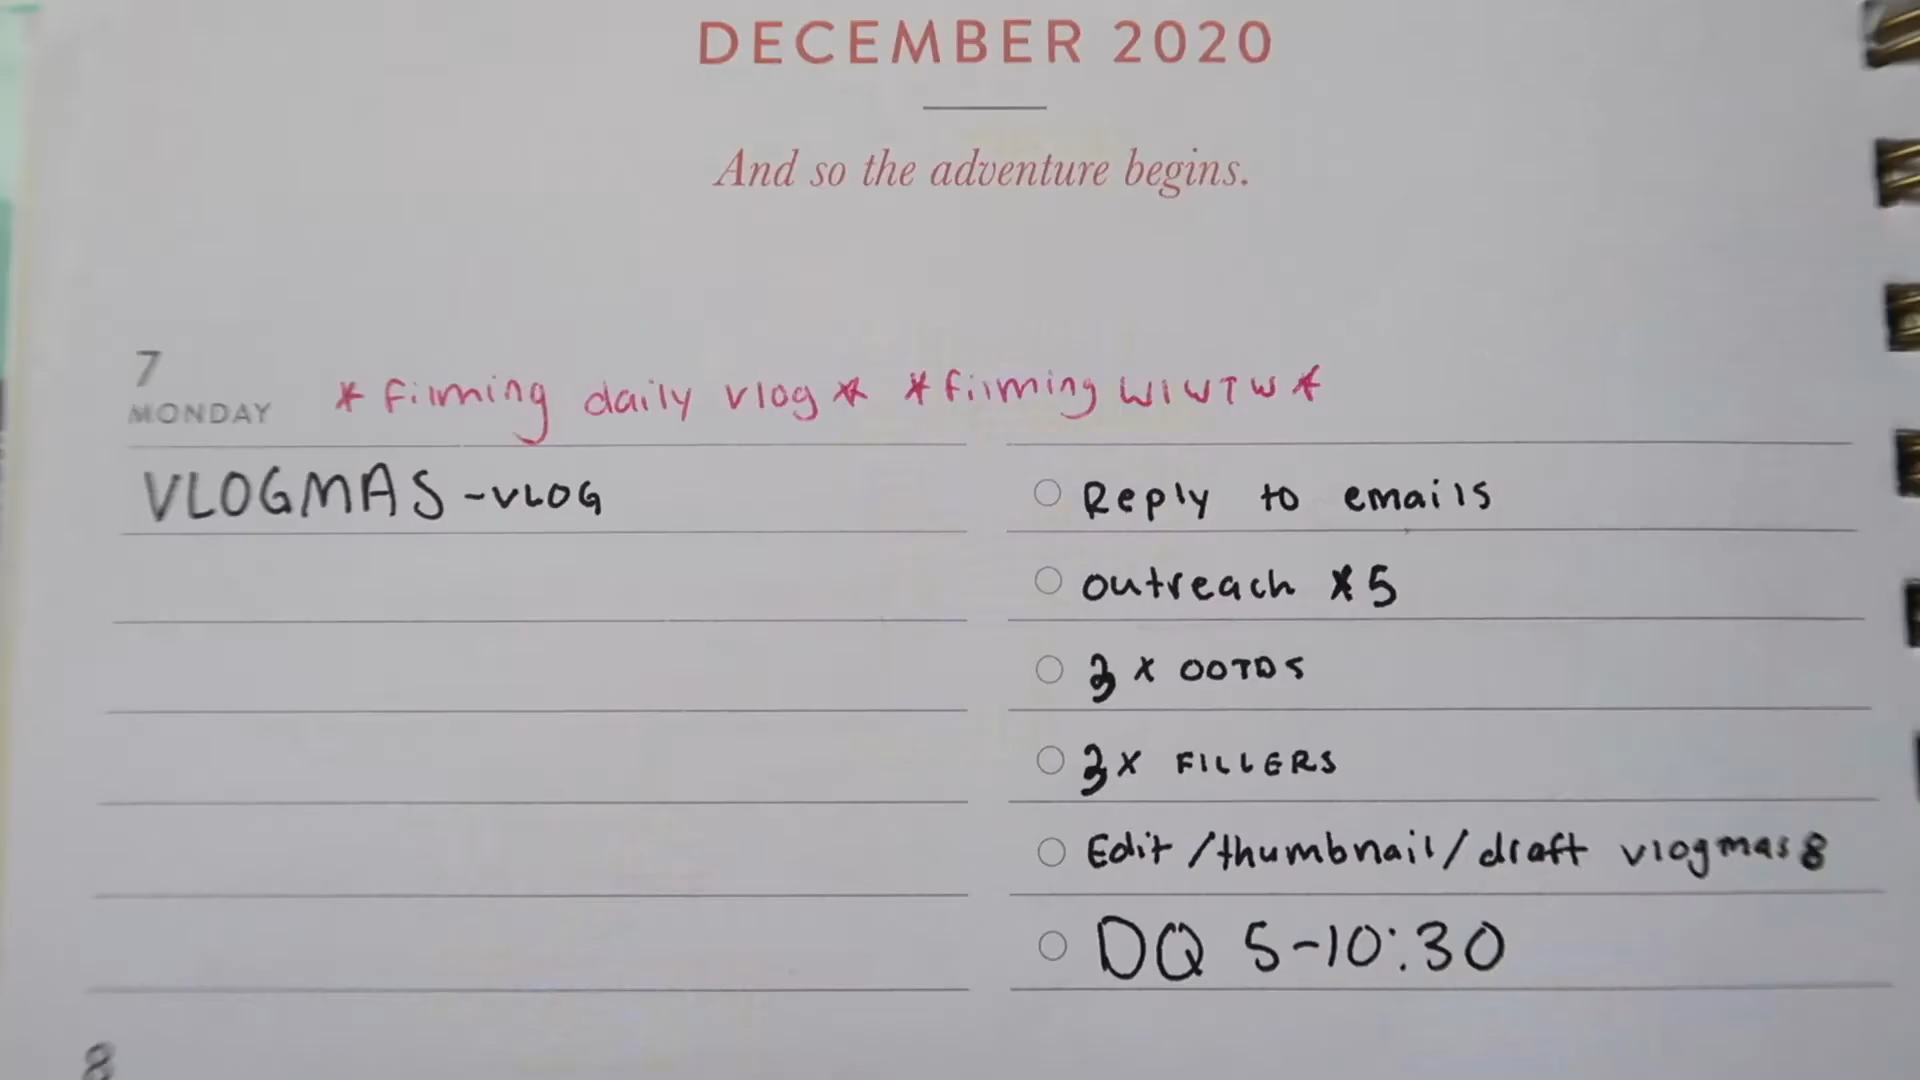 DECEMBER 2020
And so the adventure begins.
7
MONDAY
*filming daily vlog* *filming WIWTW*
VLOGMAS -VLOG
Reply to emails
outreach x5
3 x OOTDS
3x FILLERS
Edit/thumbnail/draft vlogmas 8
DQ 5-10:30
8